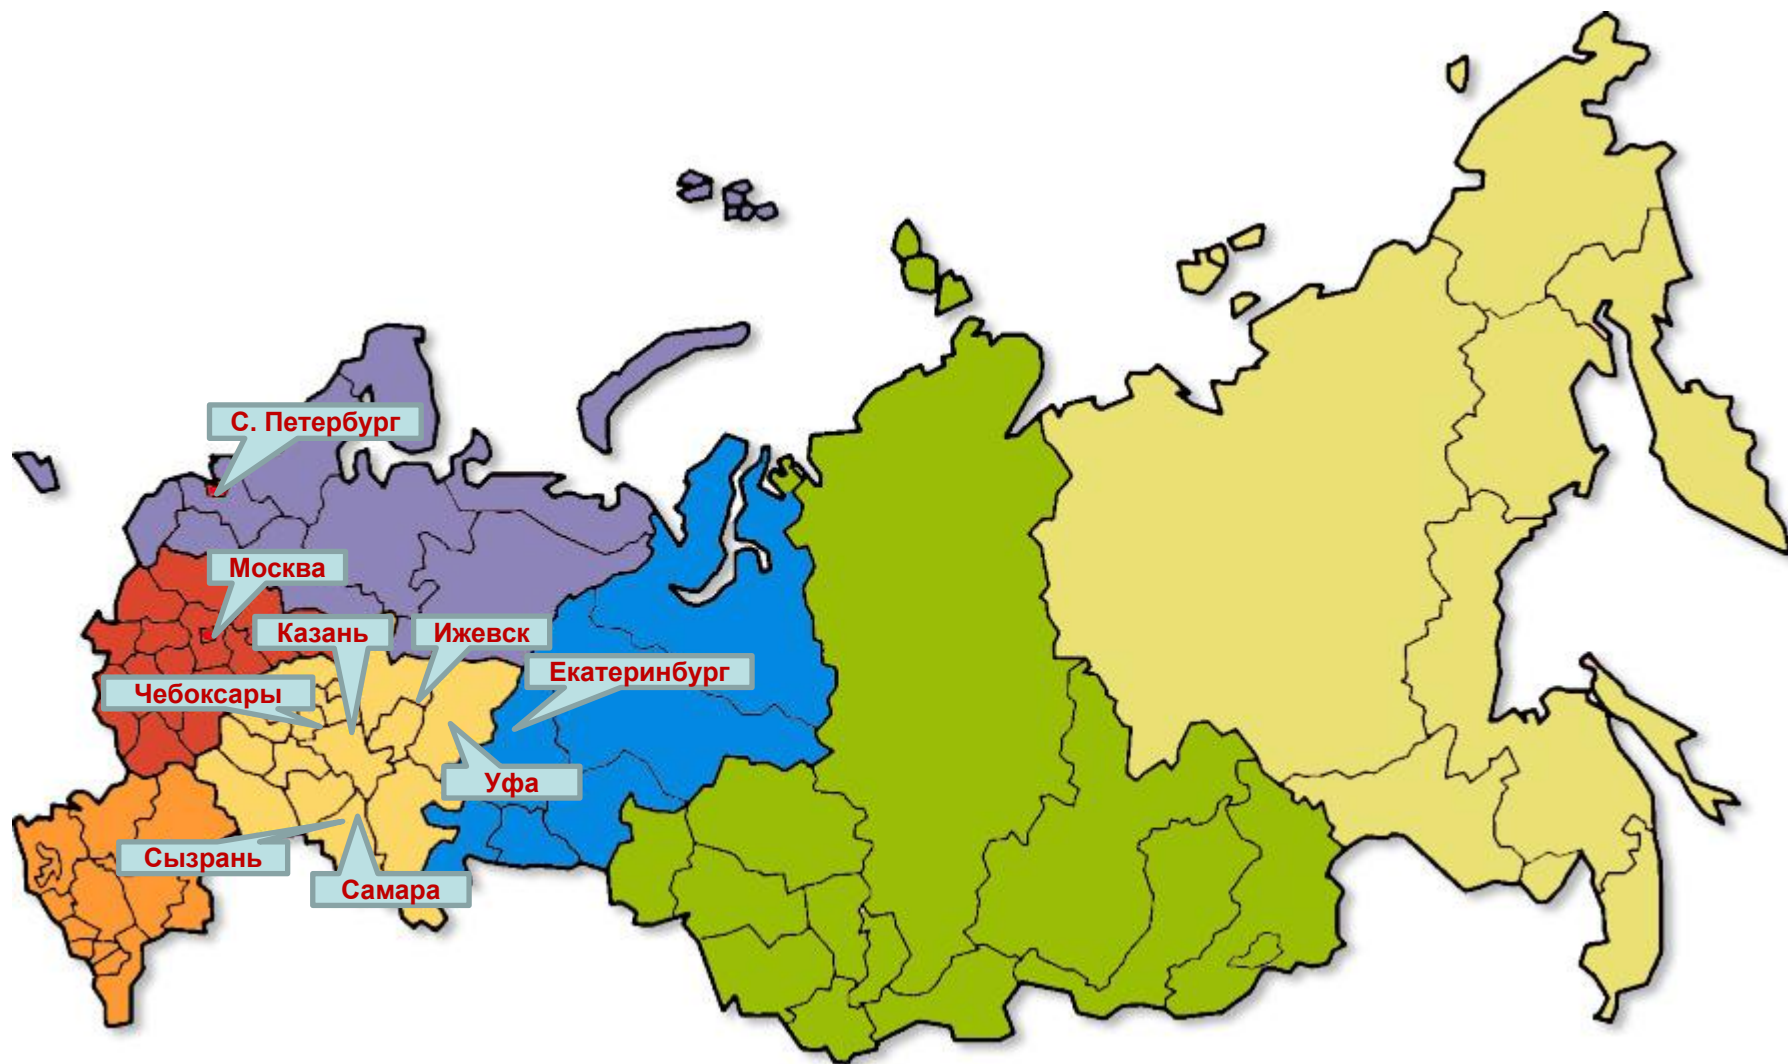 С. Петербург
Москва
Казань
Ижевск
Екатеринбург
Чебоксары
Уфа
Сызрань
Самара